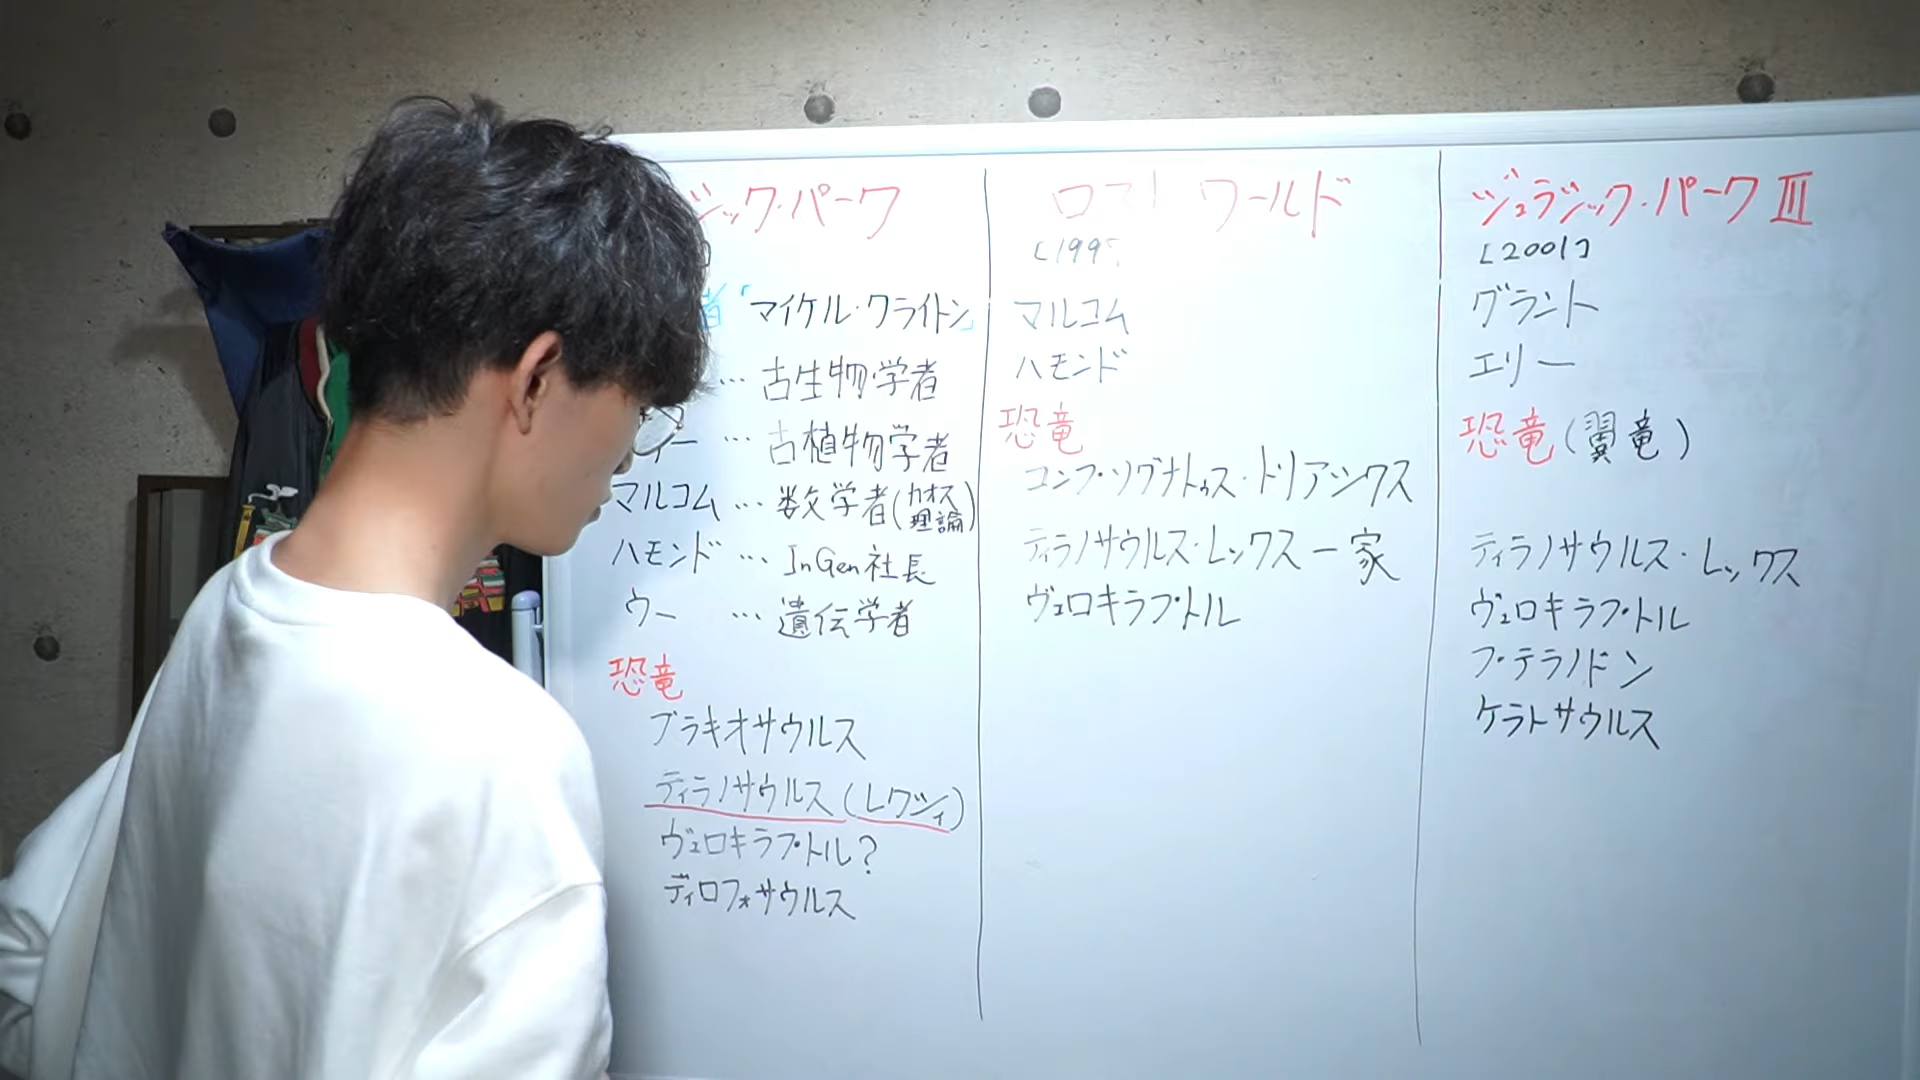 ジック・パーク
者「マイケル・クライトン」
… 古生物学者
ィー … 古植物学者
マルコム … 数学者(カオス理論)
ハモンド … InGen社長
ウー … 遺伝学者
恐竜
ブラキオサウルス
ティラノサウルス(レクシィ)
ヴェロキラプトル?
ディロフォサウルス
ロスト ワールド
[199
マルコム
ハモンド
恐竜
コンプソグナトゥス・トリアシクス
ティラノサウルス・レックス一家
ヴェロキラプトル
ジュラシック・パークⅢ
[2001]
グラント
エリー
恐竜(翼竜)
ティラノサウルス・レックス
ヴェロキラプトル
プテラノドン
ケラトサウルス